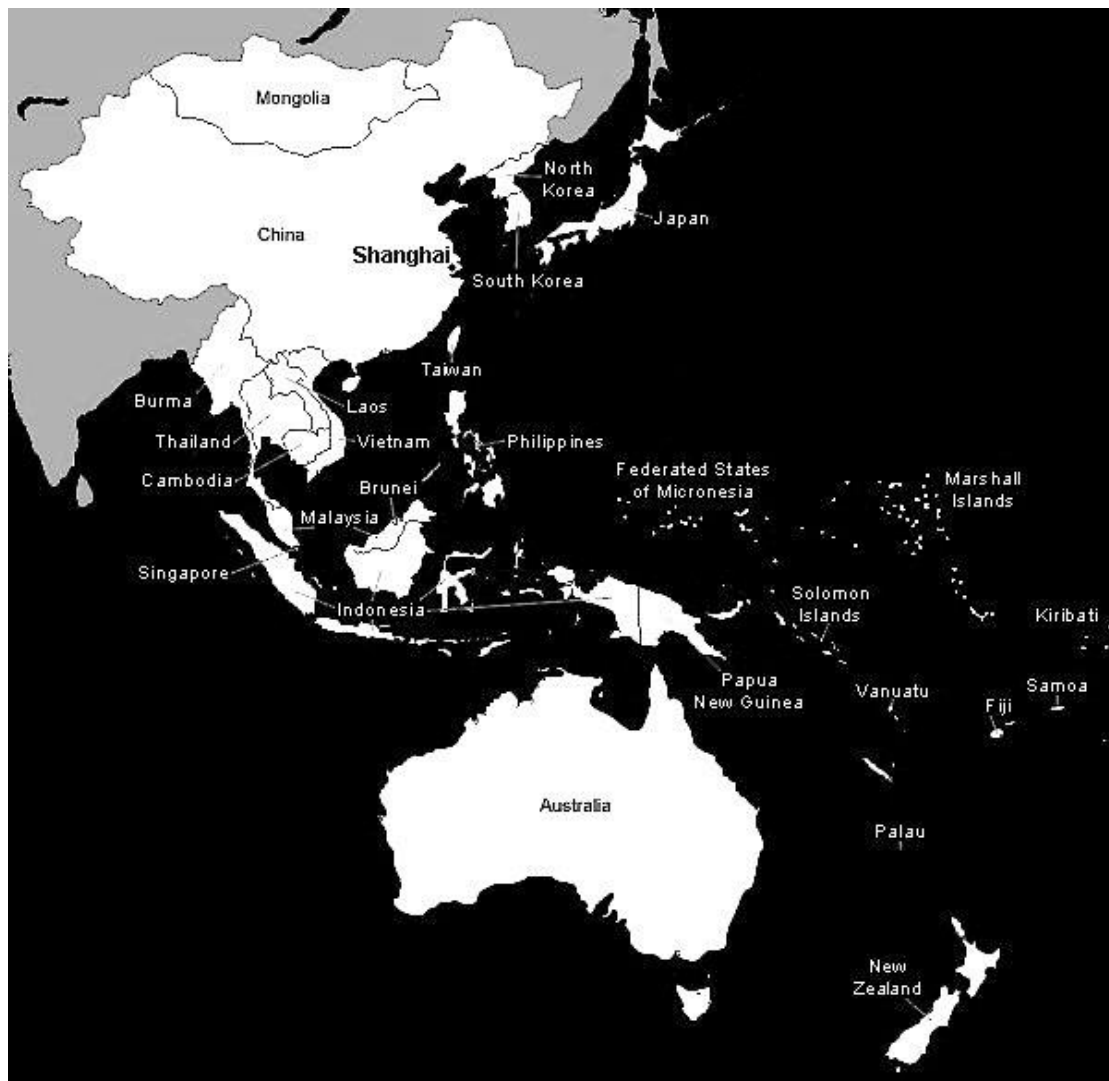 Mongolia
North
Korea
Japan
China
Shanghai
South Korea
Taiwan
Burma
Laos
Thailand
Vietnam
Philippines
Cambodia
Brunei
Federated States
of Micronesia
Marshall
Islands
Malaysia
Singapore
Indonesia
Solomon
Islands
Kiribati
Papua
New Guinea
Vanuatu
Samoa
Fiji
Australia
Palau
New
Zealand